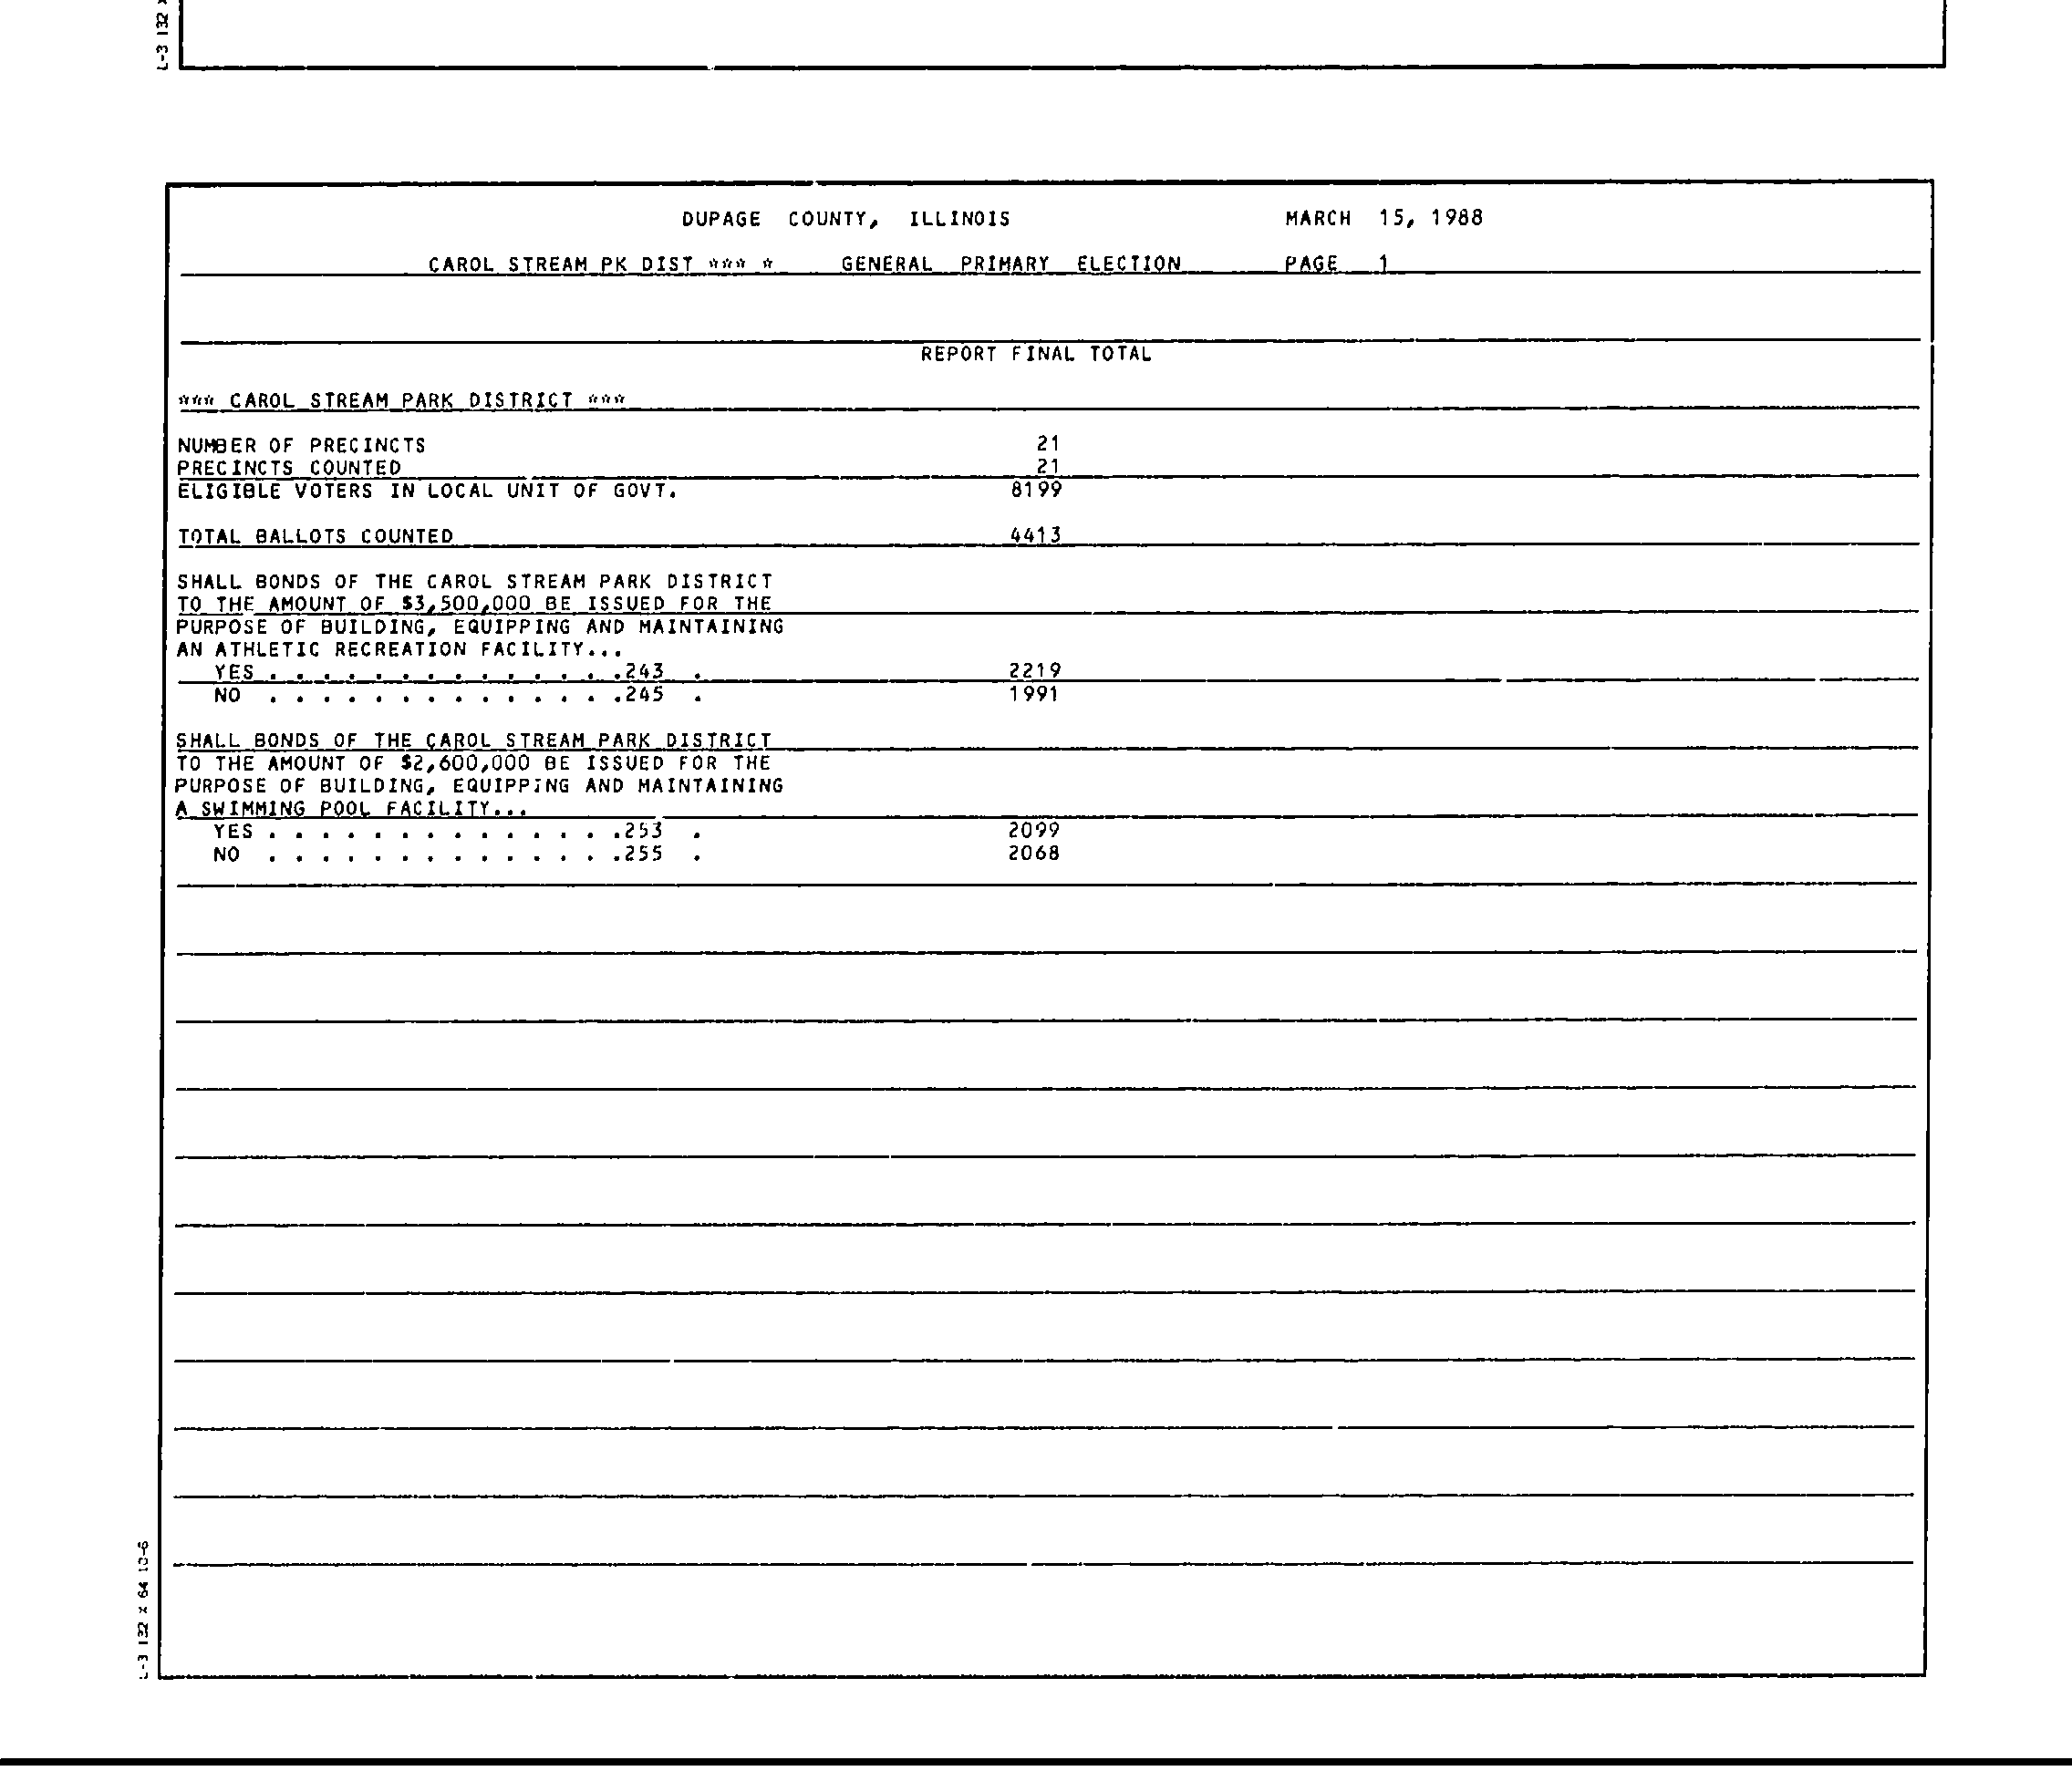 L-3 132 x
DUPAGE COUNTY, ILLINOIS MARCH 15, 1988
CAROL STREAM PK DIST *** * GENERAL PRIMARY ELECTION PAGE 1
REPORT FINAL TOTAL
*** CAROL STREAM PARK DISTRICT ***
NUMBER OF PRECINCTS 21
PRECINCTS COUNTED 21
ELIGIBLE VOTERS IN LOCAL UNIT OF GOVT. 8199
TOTAL BALLOTS COUNTED 4413
SHALL BONDS OF THE CAROL STREAM PARK DISTRICT
TO THE AMOUNT OF $3,500,000 BE ISSUED FOR THE
PURPOSE OF BUILDING, EQUIPPING AND MAINTAINING
AN ATHLETIC RECREATION FACILITY...
YES . . . . . . . . . . . . . .243 . 2219
NO . . . . . . . . . . . . . .245 . 1991
SHALL BONDS OF THE CAROL STREAM PARK DISTRICT
TO THE AMOUNT OF $2,600,000 BE ISSUED FOR THE
PURPOSE OF BUILDING, EQUIPPING AND MAINTAINING
A SWIMMING POOL FACILITY...
YES . . . . . . . . . . . . . .253 . 2099
NO . . . . . . . . . . . . . .255 . 2068
L-3 132 x 64 10-6